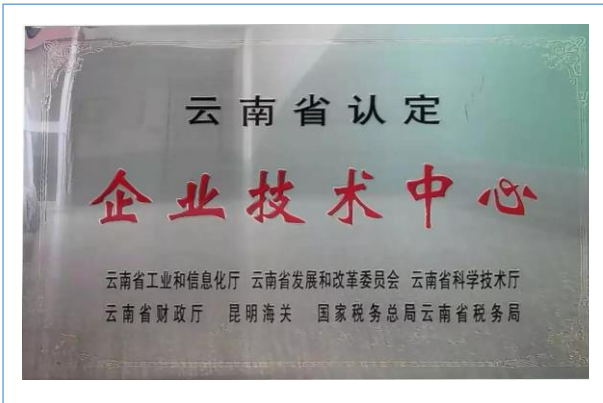 云南省认定
企业技术中心
云南省工业和信息化厅 云南省发展和改革委员会 云南省科学技术厅
云南省财政厅 昆明海关 国家税务总局云南省税务局